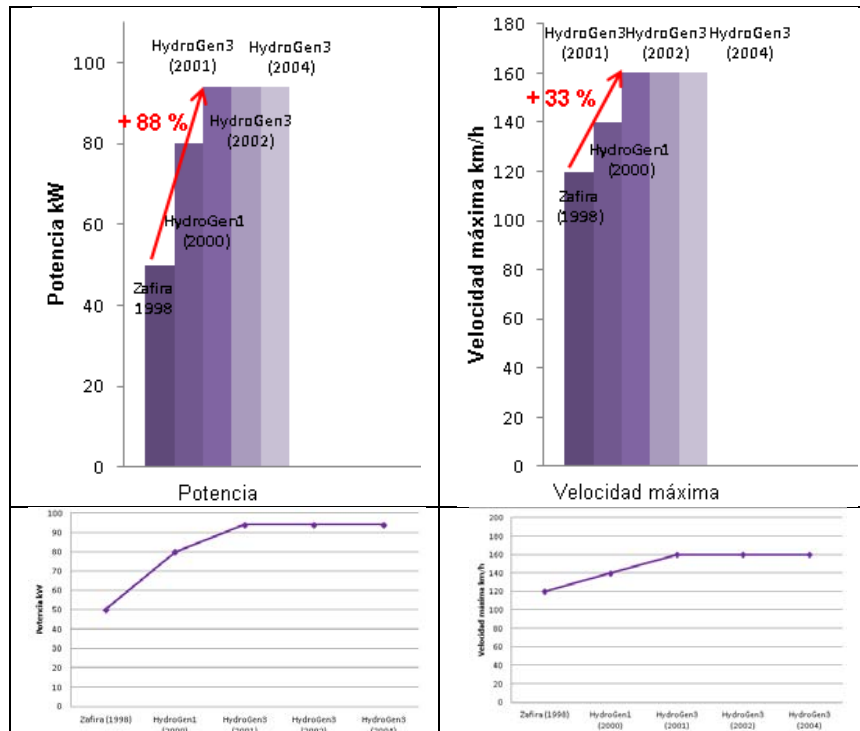 HydroGen3
(2001)
HydroGen3
(2004)
100
+ 88 %
HydroGen3
(2002)
80
Potencia kW
60
HydroGen1
(2000)
Zafira
1998
40
20
0
Potencia
180
HydroGen3
(2001)
HydroGen3
(2002)
HydroGen3
(2004)
160
+ 33 %
140
HydroGen1
(2000)
120
Zafira
(1998)
Velocidad máxima km/h
100
80
60
40
20
0
Velocidad máxima
100
90
80
70
60
50
40
30
20
10
0
Potencia kW
Zafira (1998)
HydroGen1
(2000)
HydroGen3
(2001)
HydroGen3
(2002)
HydroGen3
(2004)
200
180
160
140
120
100
80
60
40
20
0
Velocidad máxima km/h
Zafira (1998)
HydroGen1
(2000)
HydroGen3
(2001)
HydroGen3
(2002)
HydroGen3
(2004)